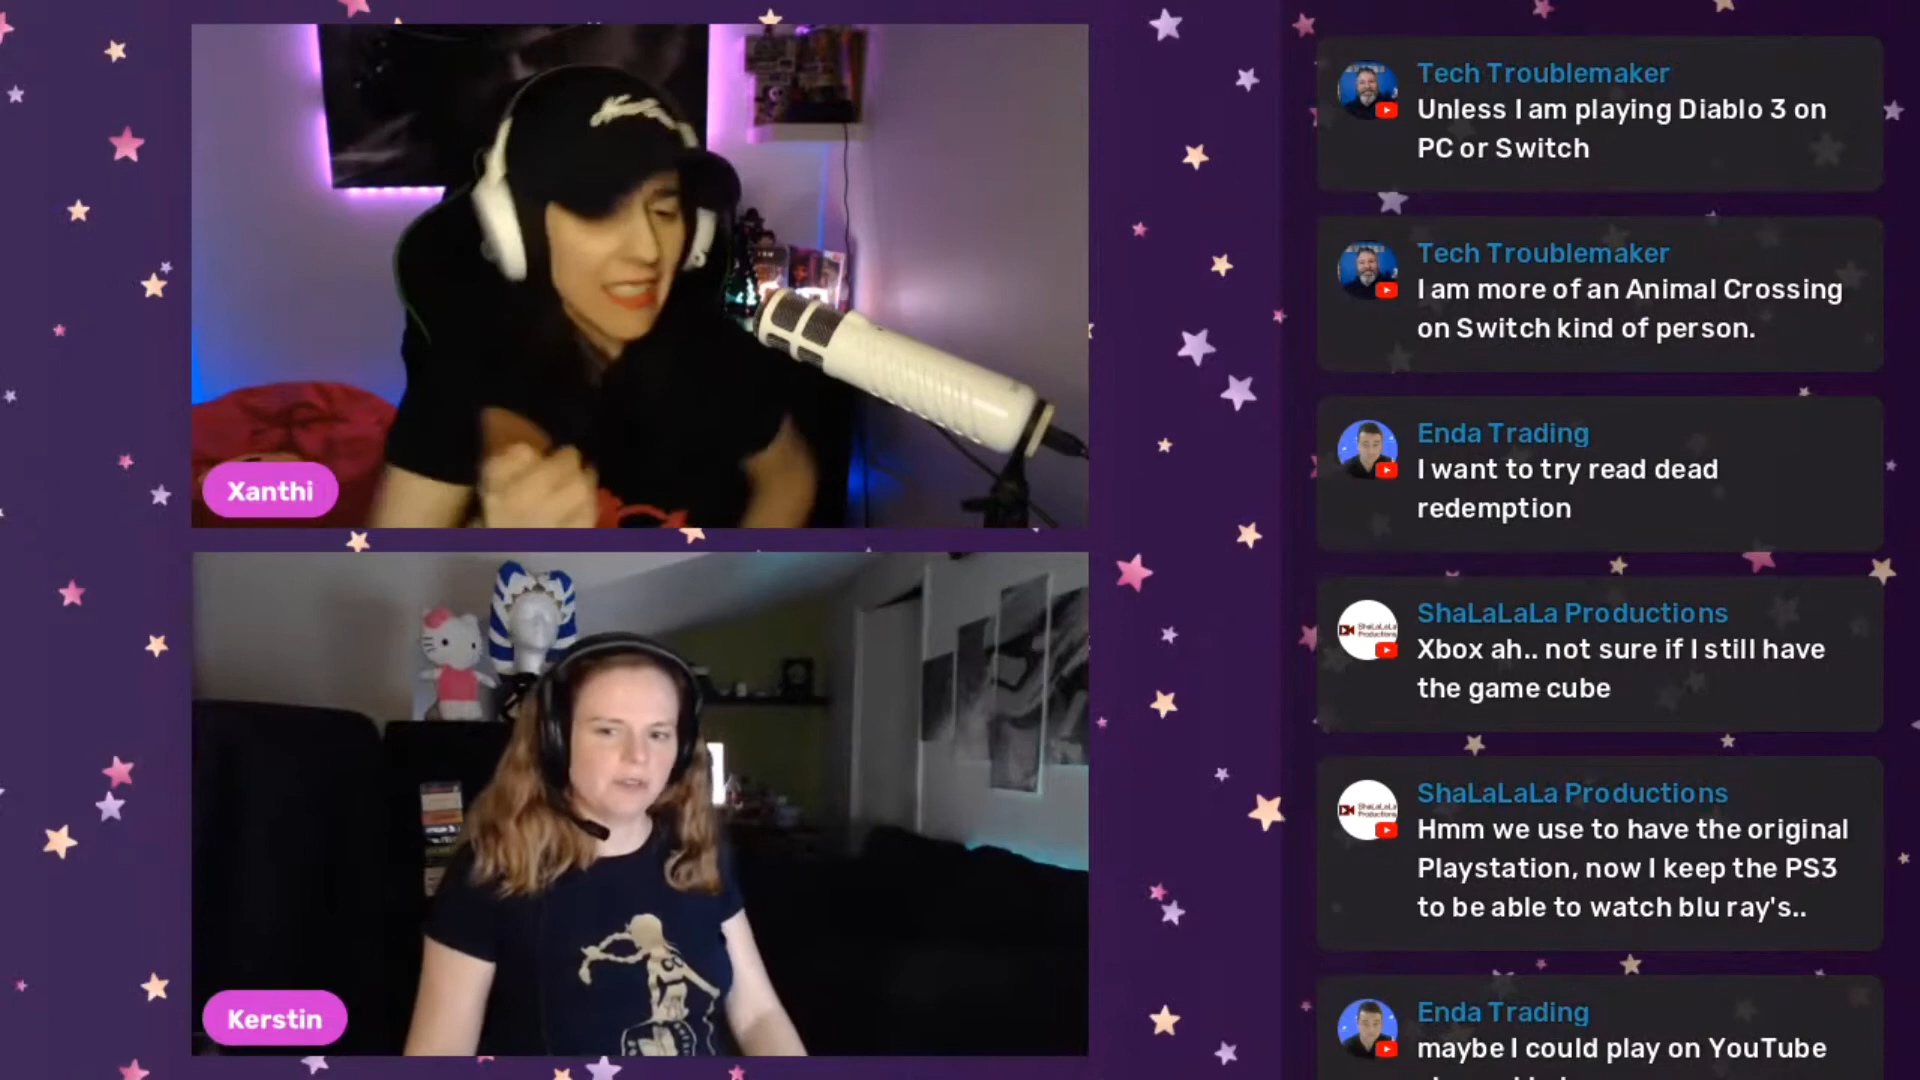 Xanthi
Kerstin
Tech Troublemaker
Unless I am playing Diablo 3 on
PC or Switch
Tech Troublemaker
I am more of an Animal Crossing
on Switch kind of person.
Enda Trading
I want to try read dead
redemption
ShaLaLaLa Productions
Xbox ah.. not sure if I still have
the game cube
ShaLaLaLa Productions
Hmm we use to have the original
Playstation, now I keep the PS3
to be able to watch blu ray's..
Enda Trading
maybe I could play on YouTube